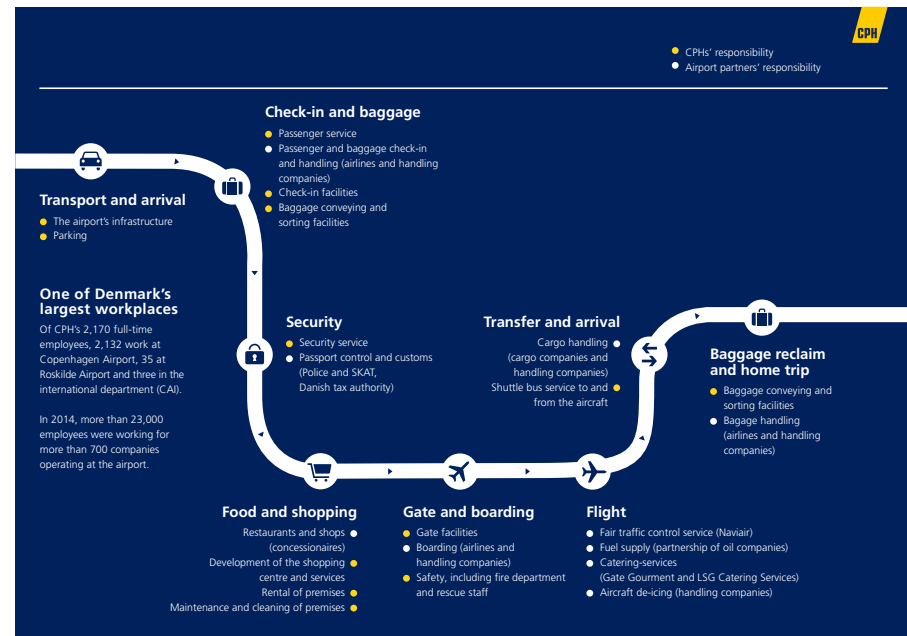 CPH
CPHs' responsibility
Airport partners' responsibility
Check-in and baggage
Passenger service
Passenger and baggage check-in
and handling (airlines and handling
companies)
Check-in facilities
Baggage conveying and
sorting facilities
Transport and arrival
The airport's infrastructure
Parking
One of Denmark's
largest workplaces
Of CPH's 2,170 full-time
employees, 2,132 work at
Copenhagen Airport, 35 at
Roskilde Airport and three in the
international department (CAI).
In 2014, more than 23,000
employees were working for
more than 700 companies
operating at the airport.
Security
Security service
Passport control and customs
(Police and SKAT,
Danish tax authority)
Transfer and arrival
Cargo handling
(cargo companies and
handling companies)
Shuttle bus service to and
from the aircraft
Baggage reclaim
and home trip
Baggage conveying and
sorting facilities
Bagage handling
(airlines and handling
companies)
Food and shopping
Restaurants and shops
(concessionaires)
Development of the shopping
centre and services
Rental of premises
Maintenance and cleaning of premises
Gate and boarding
Gate facilities
Boarding (airlines and
handling companies)
Safety, including fire department
and rescue staff
Flight
Fair traffic control service (Naviair)
Fuel supply (partnership of oil companies)
Catering-services
(Gate Gourment and LSG Catering Services)
Aircraft de-icing (handling companies)